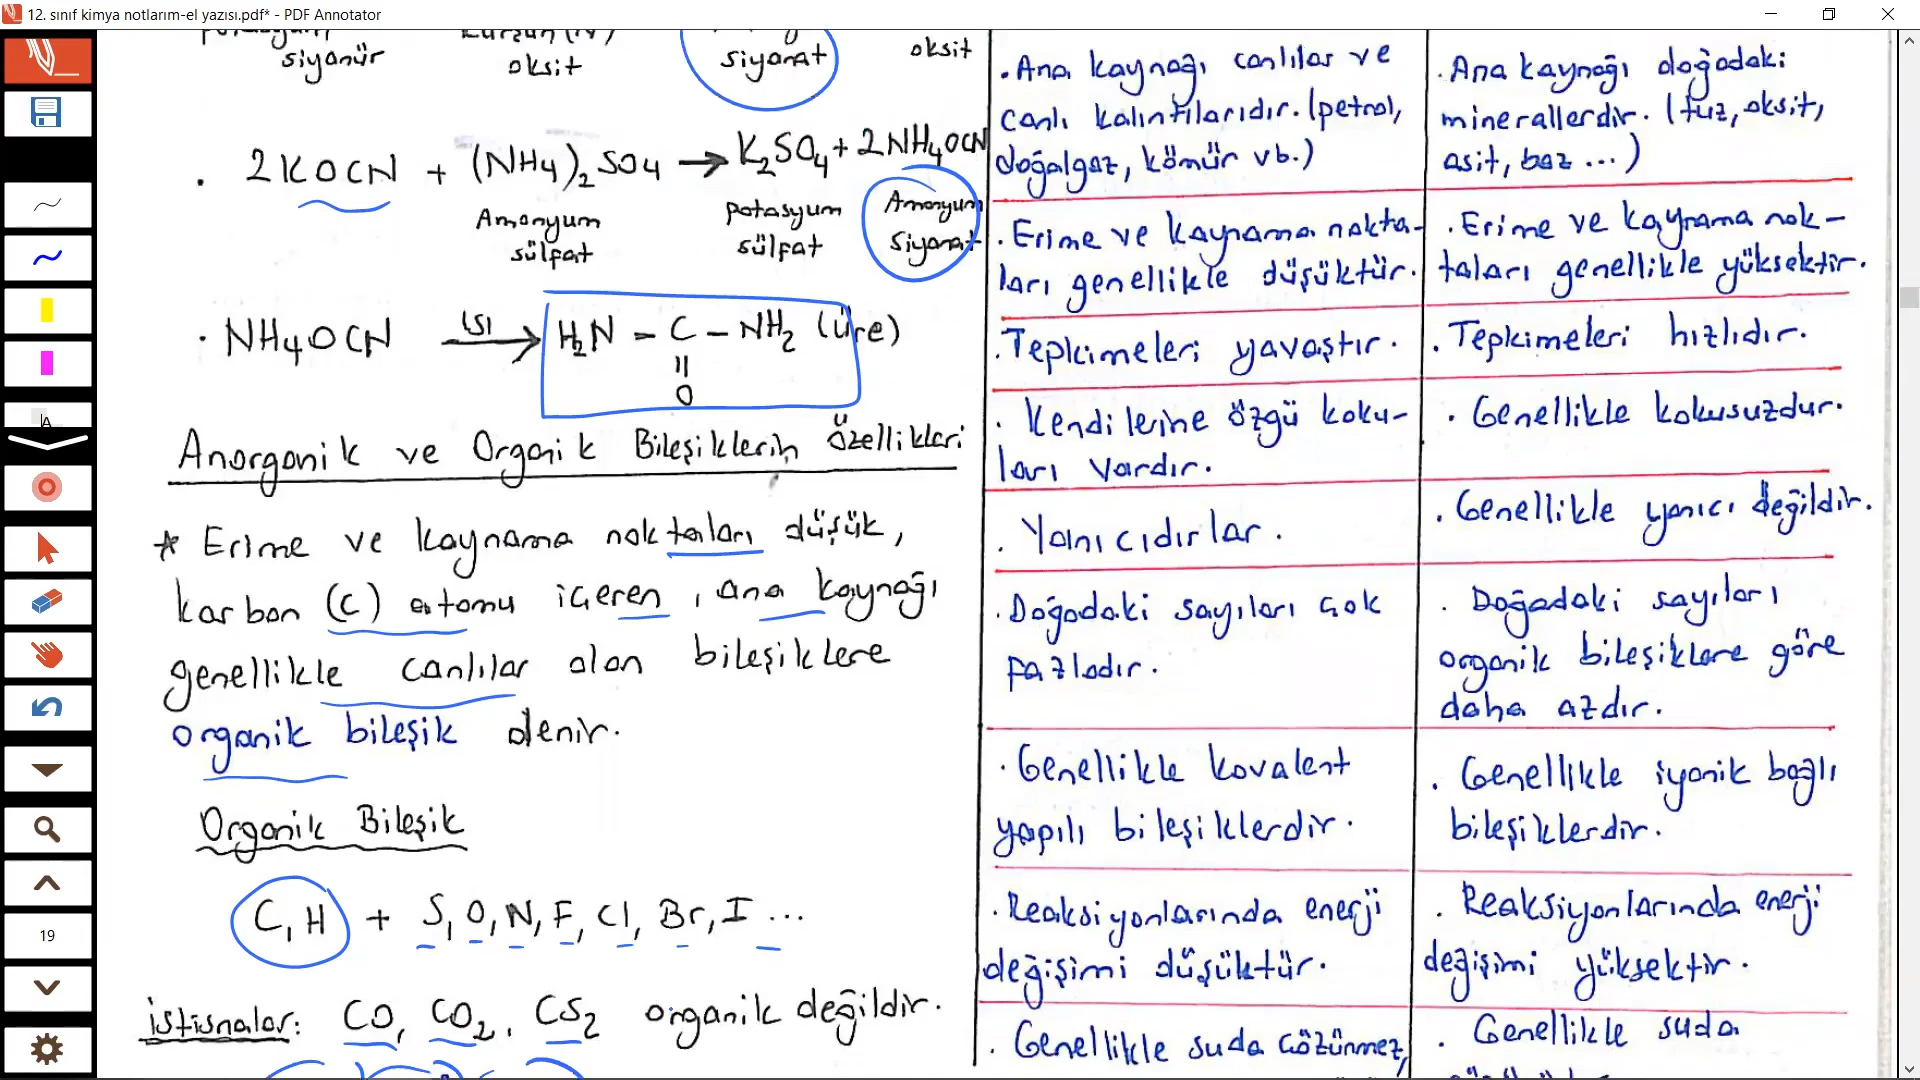 12. sınıf kimya notlarım-el yazısı.pdf* - PDF Annotator
siyanür
oksit
siyanat
oksit
. 2KOCN + (NH4)2SO4 → K2SO4 + 2NH4OCN
Amonyum sülfat
potasyum sülfat
Amonyum siyanat
. NH4OCN ısı→ H2N – C – NH2 (üre)
=
O
Anorganik ve Organik Bileşiklerin özellikleri
* Erime ve kaynama noktaları düşük,
karbon (C) atomu içeren, ana kaynağı
genellikle canlılar olan bileşiklere
organik bileşik denir.
Organik Bileşik
C, H + S, O, N, F, Cl, Br, I ...
istisnalar: CO, CO2, CS2 organik değildir.
. Ana kaynağı canlılar ve
canlı kalıntılarıdır. (petrol,
doğalgaz, kömür vb.)
. Erime ve kaynama nokta-
ları genellikle düşüktür.
. Tepkimeleri yavaştır.
. Kendilerine özgü koku-
ları vardır.
. Yanıcıdırlar.
. Doğadaki sayıları çok
fazladır.
. Genellikle kovalent
yapılı bileşiklerdir.
. Reaksiyonlarında enerji
değişimi düşüktür.
. Genellikle suda çözünmez,
. Ana kaynağı doğadaki
minerallerdir. (tuz, oksit,
asit, baz ...)
. Erime ve kaynama nok-
taları genellikle yüksektir.
. Tepkimeleri hızlıdır.
. Genellikle kokusuzdur.
. Genellikle yanıcı değildir.
. Doğadaki sayıları
organik bileşiklere göre
daha azdır.
. Genellikle iyonik bağlı
bileşiklerdir.
. Reaksiyonlarında enerji
değişimi yüksektir.
. Genellikle suda
19